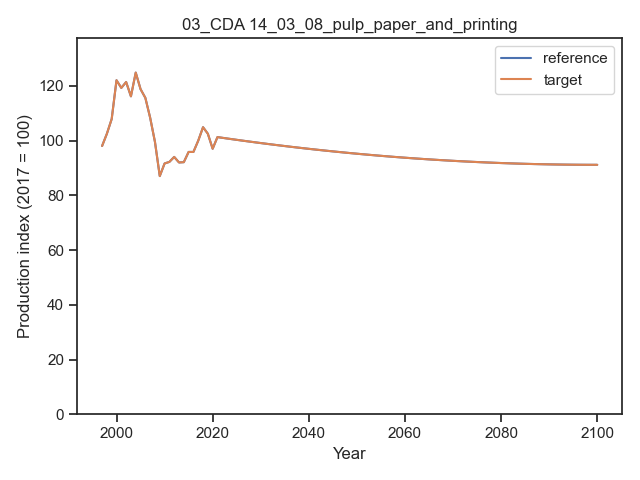 03_CDA 14_03_08_pulp_paper_and_printing
reference
target
Production index (2017 = 100)
120
100
80
60
40
20
0
2000 2020 2040 2060 2080 2100
Year